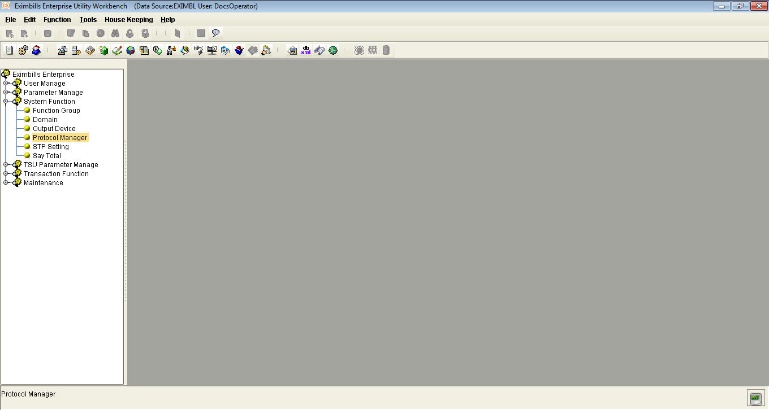 Eximbills Enterprise Utility Workbench (Data Source:EXIMBL User: DocsOperator)
File Edit Function Tools House Keeping Help
Eximbills Enterprise
User Manage
Parameter Manage
System Function
Function Group
Domain
Output Device
Protocol Manager
STP Setting
Say Total
TSU Parameter Manage
Transaction Function
Maintenance
Protocol Manager